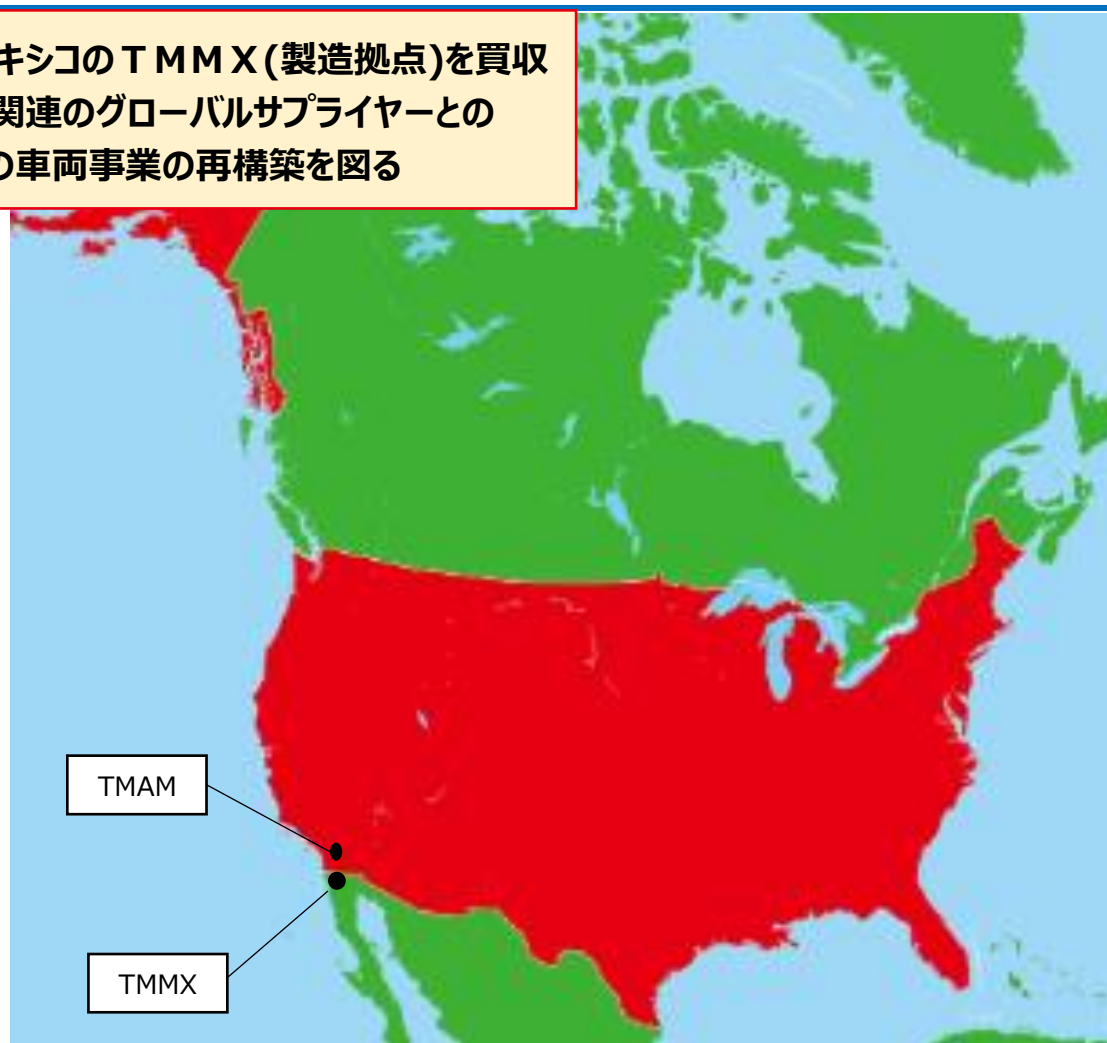 キシコのＴＭＭＸ(製造拠点)を買収
関連のグローバルサプライヤーとの
の車両事業の再構築を図る
TMAM
TMMX